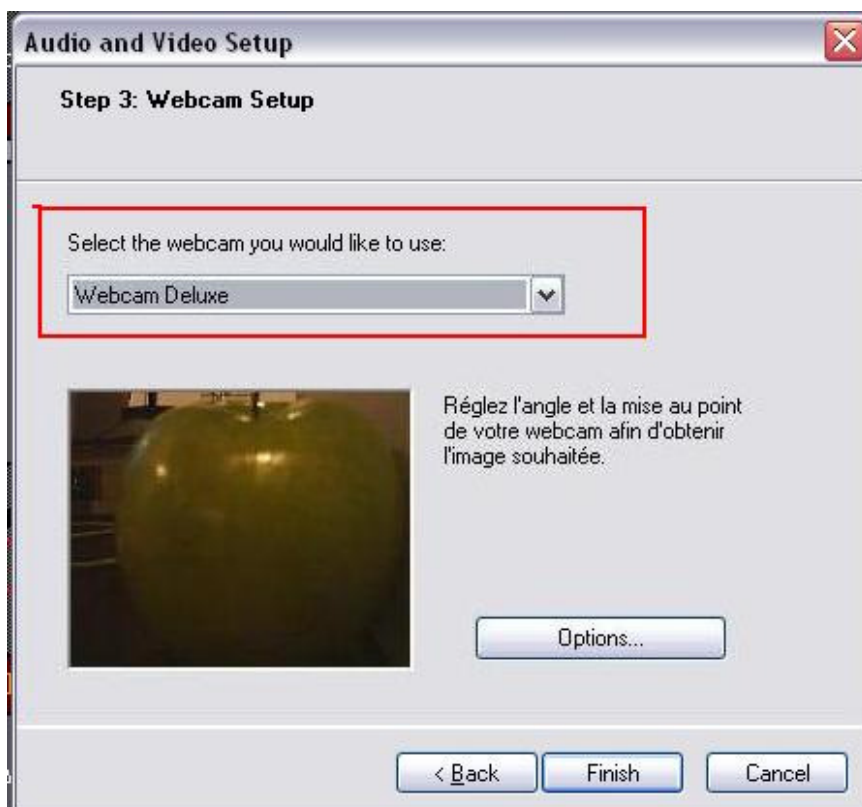 Audio and Video Setup
Step 3: Webcam Setup
Select the webcam you would like to use:
Webcam Deluxe
Réglez l'angle et la mise au point
de votre webcam afin d'obtenir
l'image souhaitée.
Options...
< Back
Finish
Cancel